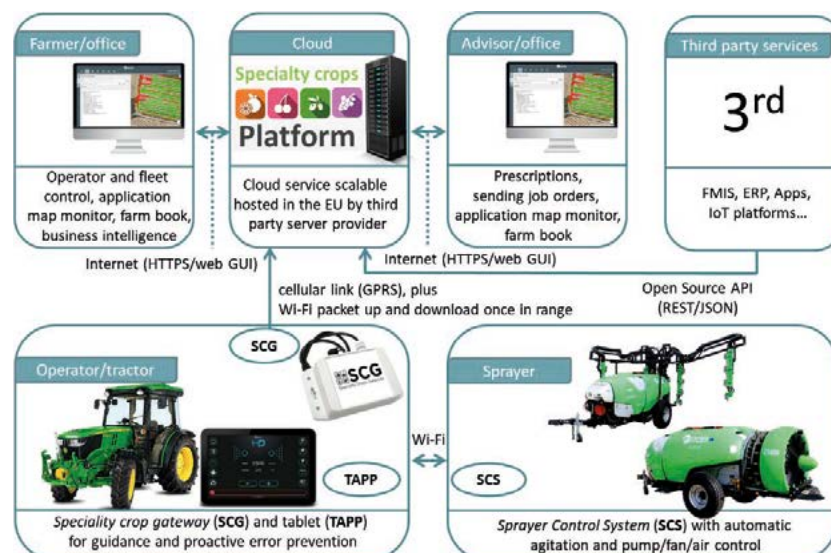 Farmer/office
Operator and fleet
control, application
map monitor, farm book,
business intelligence
Cloud
Specialty crops
Platform
Cloud service scalable
hosted in the EU by third
party server provider
Advisor/office
Prescriptions,
sending job orders,
application map monitor,
farm book
Third party services
3rd
FMIS, ERP, Apps,
IoT platforms...
Internet (HTTPS/web GUI)
Internet (HTTPS/web GUI)
cellular link (GPRS), plus
Wi-Fi packet up and download once in range
Open Source API
(REST/JSON)
Operator/tractor
SCG
SCG
TAPP
Speciality crop gateway (SCG) and tablet (TAPP)
for guidance and proactive error prevention
Wi-Fi
Sprayer
SCS
Sprayer Control System (SCS) with automatic
agitation and pump/fan/air control